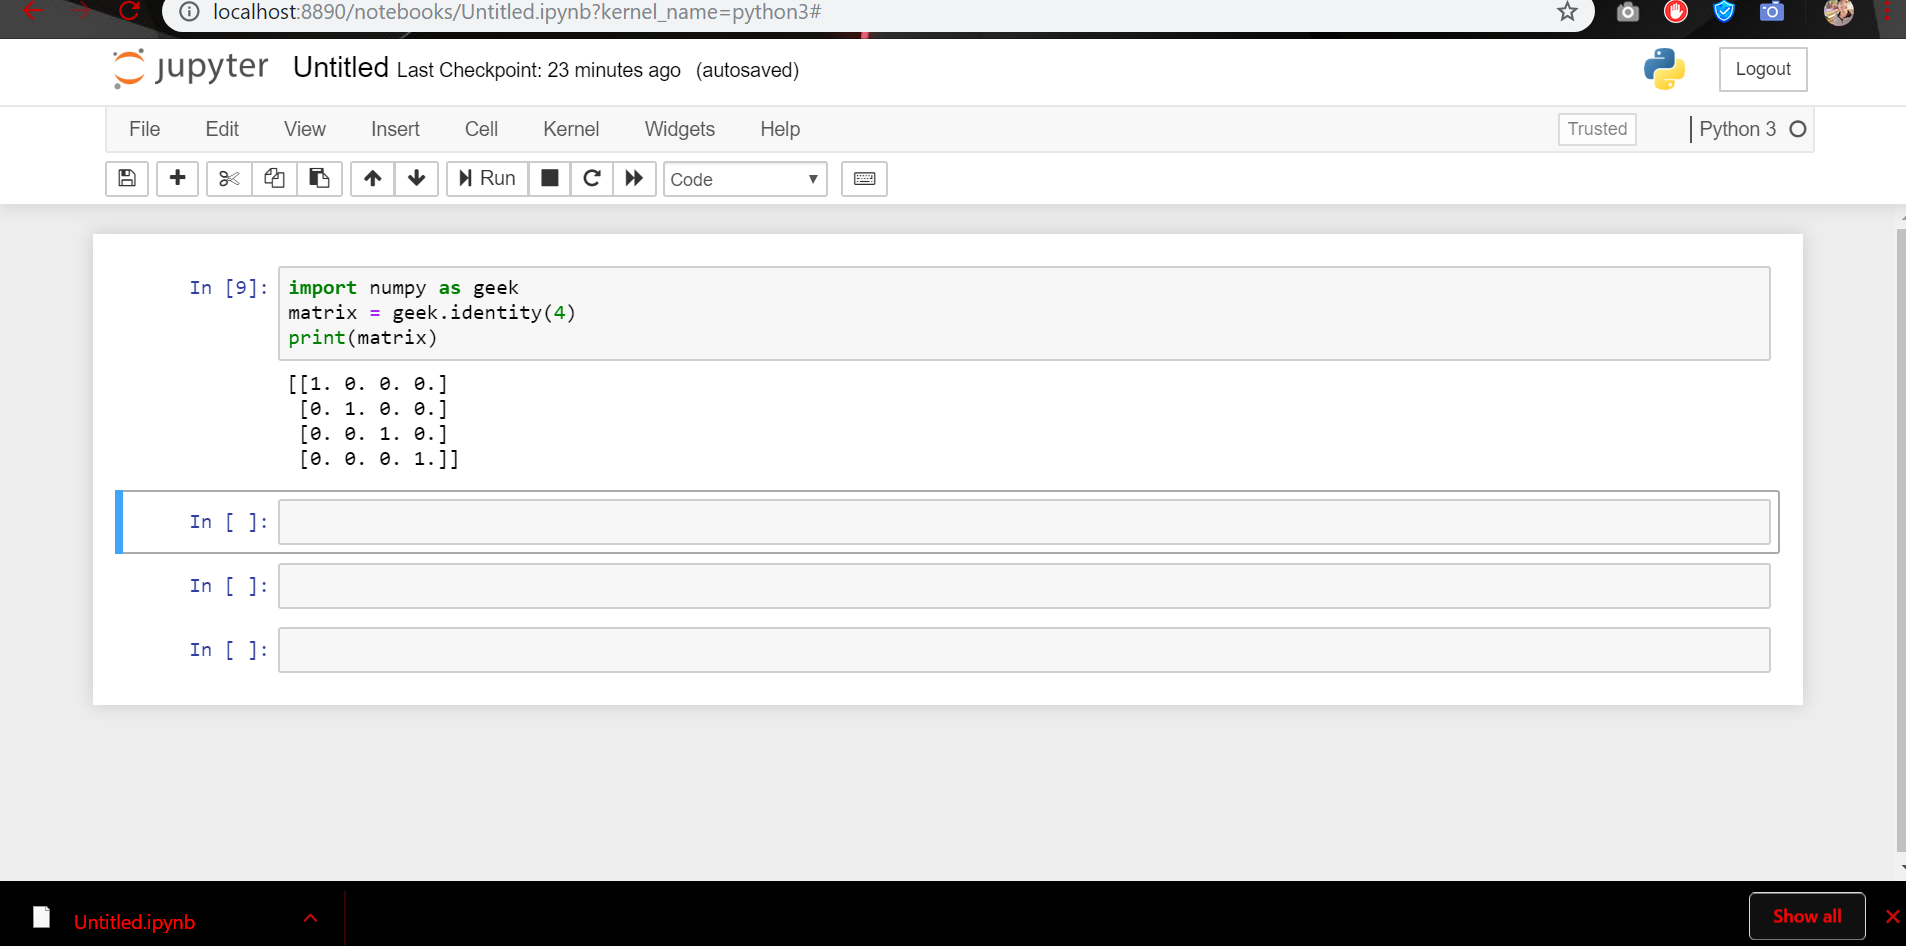 localhost:8890/notebooks/Untitled.ipynb?kernel_name=python3#
jupyter Untitled Last Checkpoint: 23 minutes ago (autosaved)
Logout
File Edit View Insert Cell Kernel Widgets Help Trusted Python 3
Run Code
In [9]: import numpy as geek
matrix = geek.identity(4)
print(matrix)
[[1. 0. 0. 0.]
[0. 1. 0. 0.]
[0. 0. 1. 0.]
[0. 0. 0. 1.]]
In [ ]:
In [ ]:
In [ ]:
Untitled.ipynb Show all